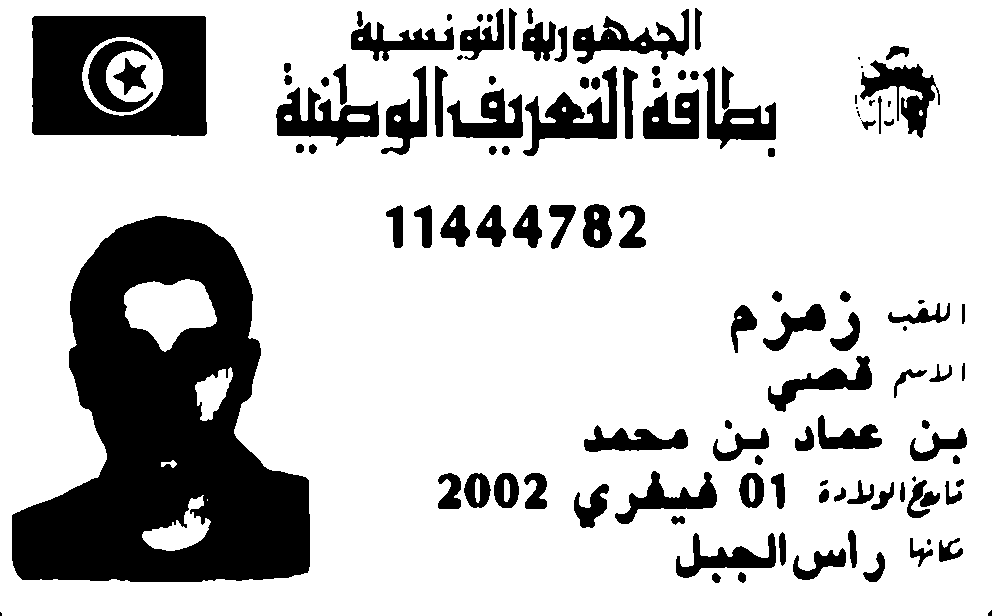 الجمهورية التونسية
بطاقة التعريف الوطنية
11444782
اللقب زمزم
الاسم قصي
بن عماد بن محمد
تاريخ الولادة 01 فيفري 2002
مكانها رأس الجبل